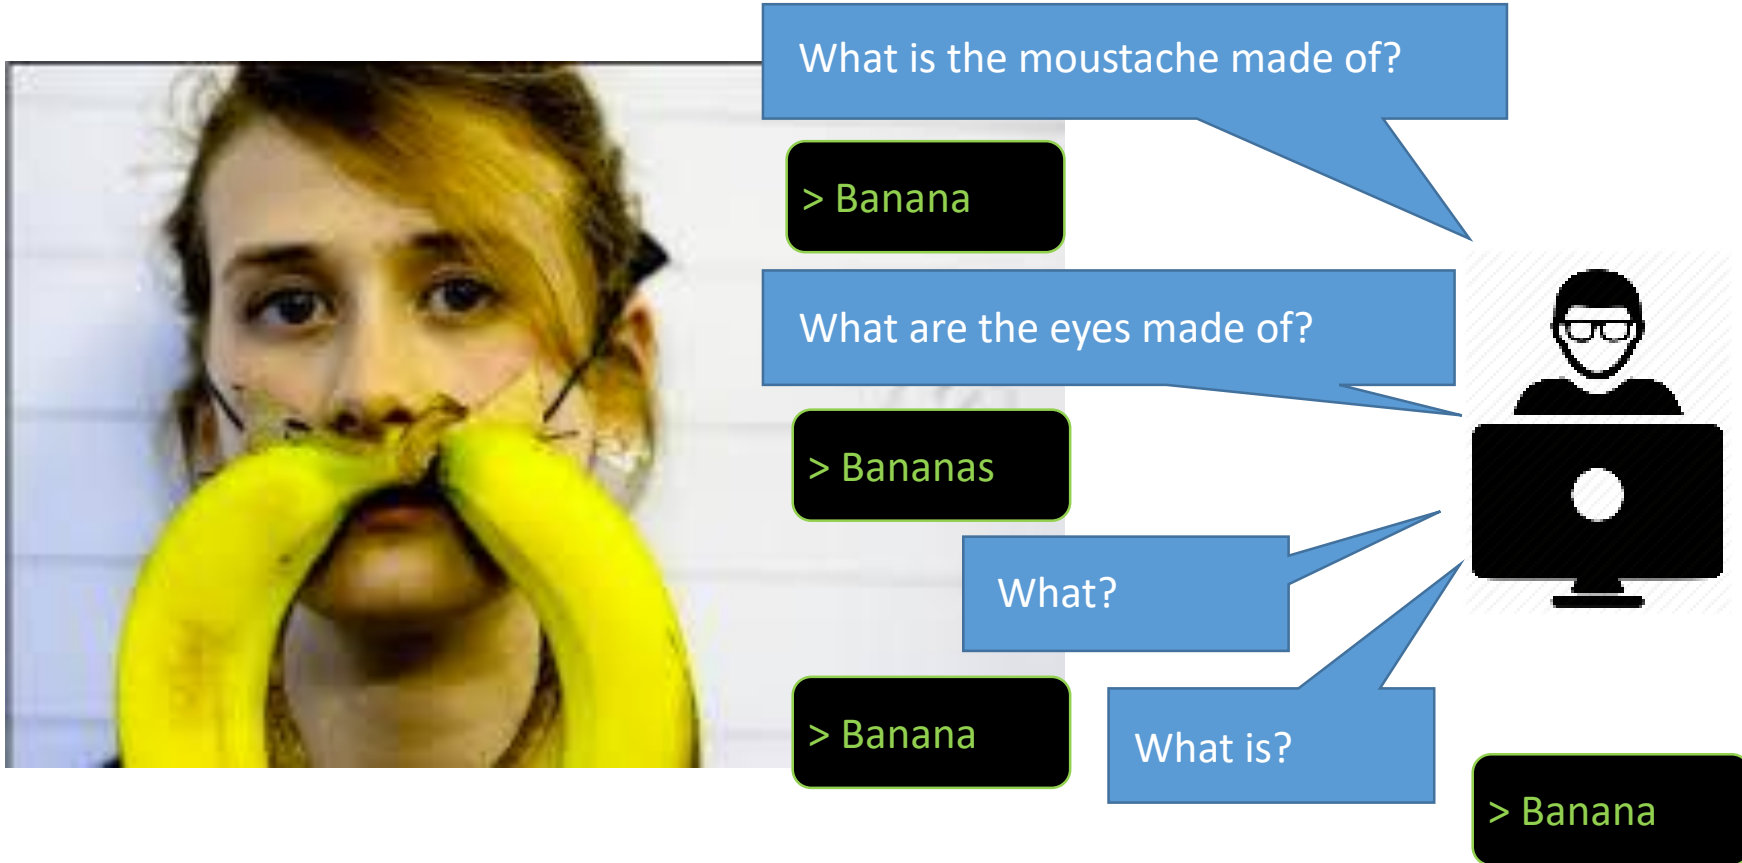 What is the moustache made of?
> Banana
What are the eyes made of?
> Bananas
What?
> Banana
What is?
> Banana